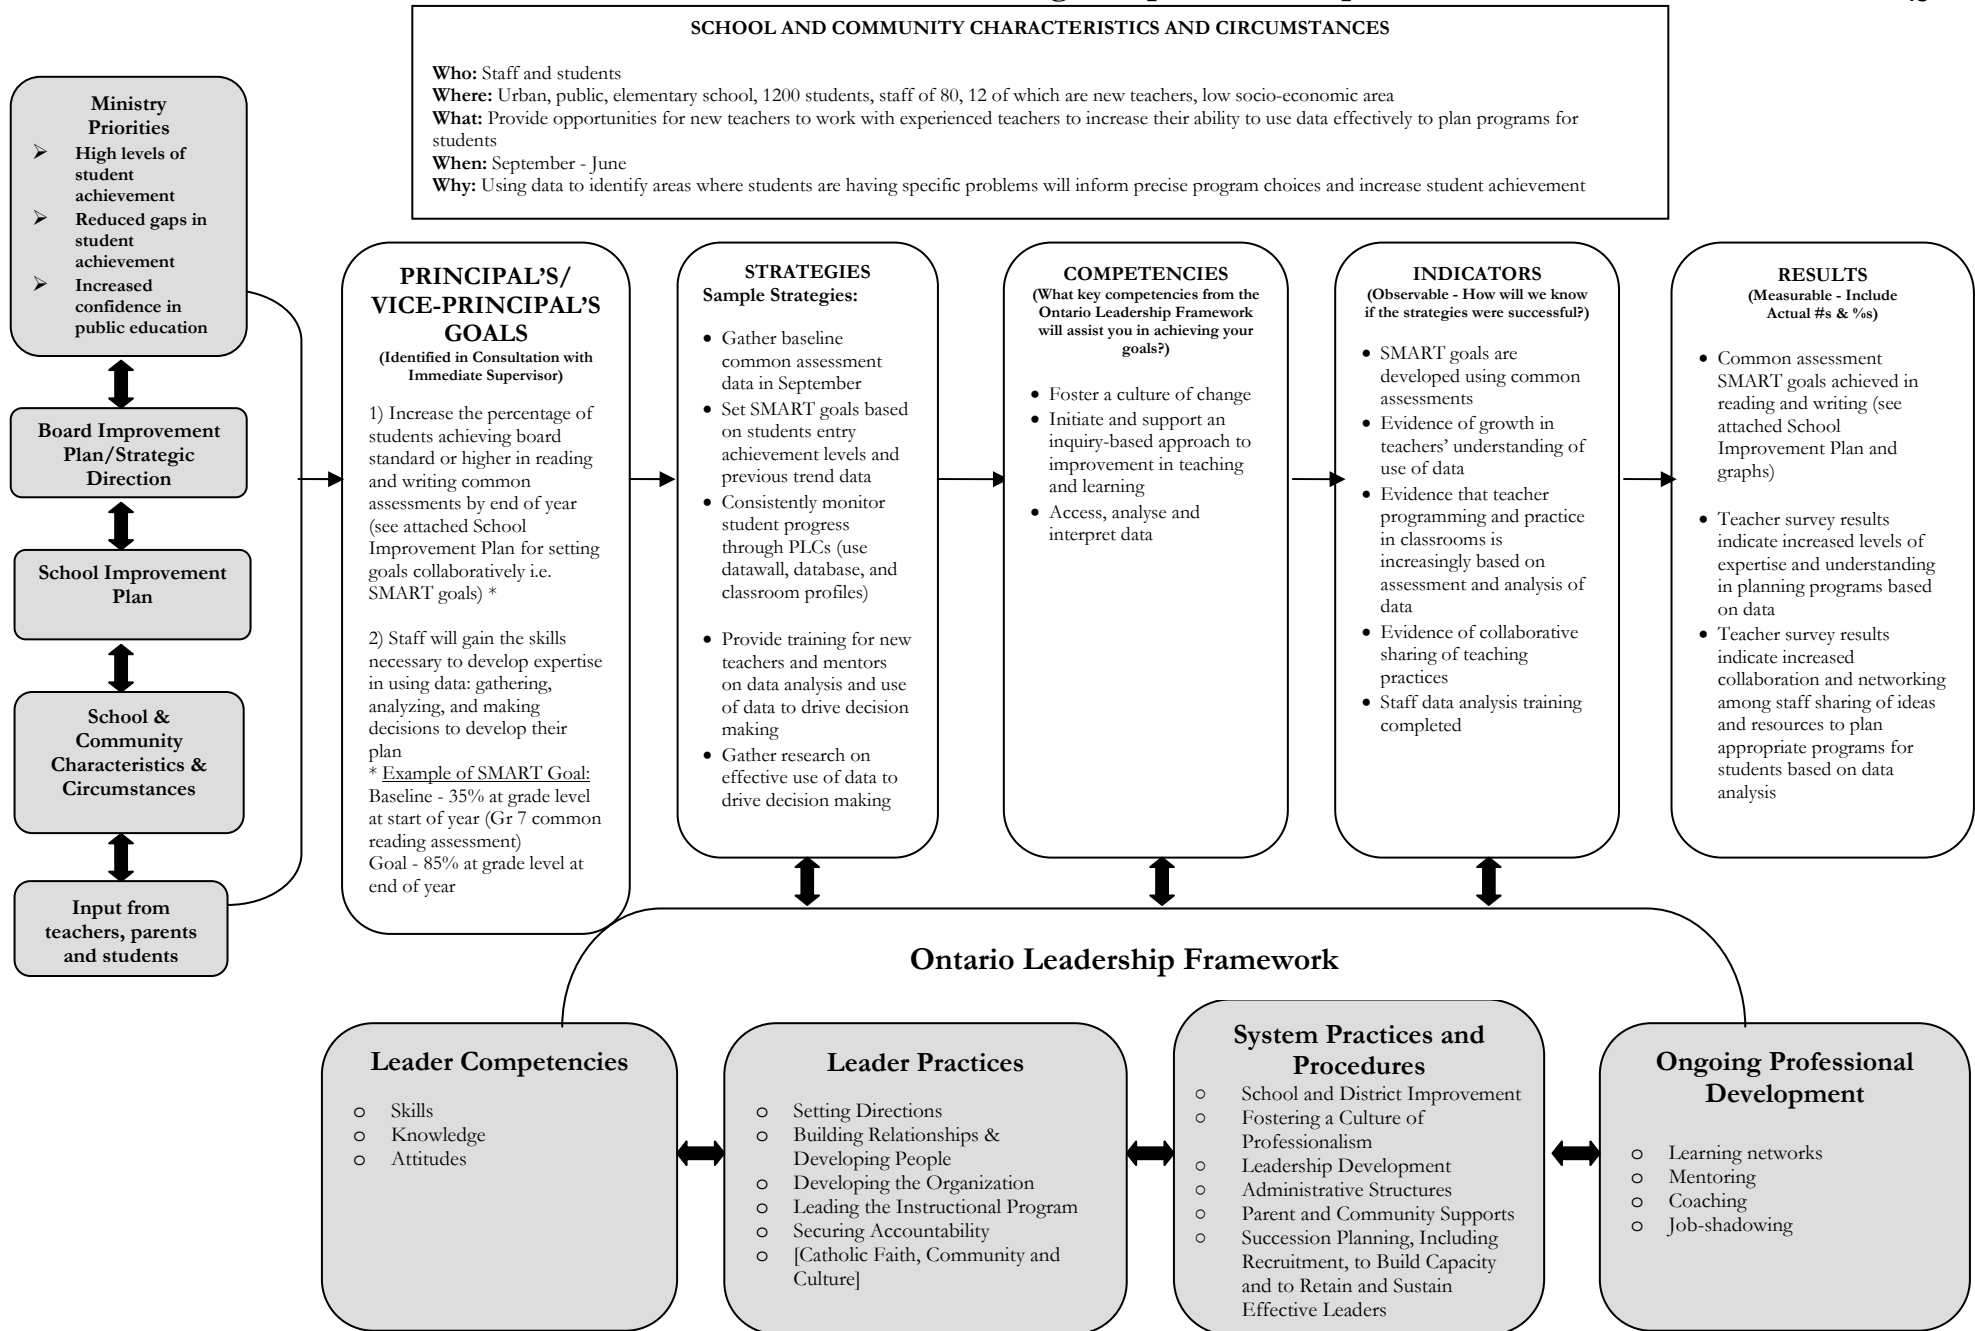 SCHOOL AND COMMUNITY CHARACTERISTICS AND CIRCUMSTANCES
Who: Staff and students
Where: Urban, public, elementary school, 1200 students, staff of 80, 12 of which are new teachers, low socio-economic area
What: Provide opportunities for new teachers to work with experienced teachers to increase their ability to use data effectively to plan programs for
students
When: September - June
Why: Using data to identify areas where students are having specific problems will inform precise program choices and increase student achievement
Ministry
Priorities
➢ High levels of
student
achievement
➢ Reduced gaps in
student
achievement
➢ Increased
confidence in
public education
Board Improvement
Plan/Strategic
Direction
School Improvement
Plan
School &
Community
Characteristics &
Circumstances
Input from
teachers, parents
and students
PRINCIPAL'S/
VICE-PRINCIPAL'S
GOALS
(Identified in Consultation with
Immediate Supervisor)
1) Increase the percentage of
students achieving board
standard or higher in reading
and writing common
assessments by end of year
(see attached School
Improvement Plan for setting
goals collaboratively i.e.
SMART goals) *
2) Staff will gain the skills
necessary to develop expertise
in using data: gathering,
analyzing, and making
decisions to develop their
plan
* Example of SMART Goal:
Baseline - 35% at grade level
at start of year (Gr 7 common
reading assessment)
Goal - 85% at grade level at
end of year
STRATEGIES
Sample Strategies:
• Gather baseline
common assessment
data in September
• Set SMART goals based
on students entry
achievement levels and
previous trend data
• Consistently monitor
student progress
through PLCs (use
datawall, database, and
classroom profiles)
• Provide training for new
teachers and mentors
on data analysis and use
of data to drive decision
making
• Gather research on
effective use of data to
drive decision making
COMPETENCIES
(What key competencies from the
Ontario Leadership Framework
will assist you in achieving your
goals?)
• Foster a culture of change
• Initiate and support an
inquiry-based approach to
improvement in teaching
and learning
• Access, analyse and
interpret data
INDICATORS
(Observable - How will we know
if the strategies were successful?)
• SMART goals are
developed using common
assessments
• Evidence of growth in
teachers' understanding of
use of data
• Evidence that teacher
programming and practice
in classrooms is
increasingly based on
assessment and analysis of
data
• Evidence of collaborative
sharing of teaching
practices
• Staff data analysis training
completed
RESULTS
(Measurable - Include
Actual #s & %s)
• Common assessment
SMART goals achieved in
reading and writing (see
attached School
Improvement Plan and
graphs)
• Teacher survey results
indicate increased levels of
expertise and understanding
in planning programs based
on data
• Teacher survey results
indicate increased
collaboration and networking
among staff sharing of ideas
and resources to plan
appropriate programs for
students based on data
analysis
Ontario Leadership Framework
Leader Competencies
o Skills
o Knowledge
o Attitudes
Leader Practices
o Setting Directions
o Building Relationships &
Developing People
o Developing the Organization
o Leading the Instructional Program
o Securing Accountability
o [Catholic Faith, Community and
Culture]
System Practices and
Procedures
o School and District Improvement
o Fostering a Culture of
Professionalism
o Leadership Development
o Administrative Structures
o Parent and Community Supports
o Succession Planning, Including
Recruitment, to Build Capacity
and to Retain and Sustain
Effective Leaders
Ongoing Professional
Development
o Learning networks
o Mentoring
o Coaching
o Job-shadowing